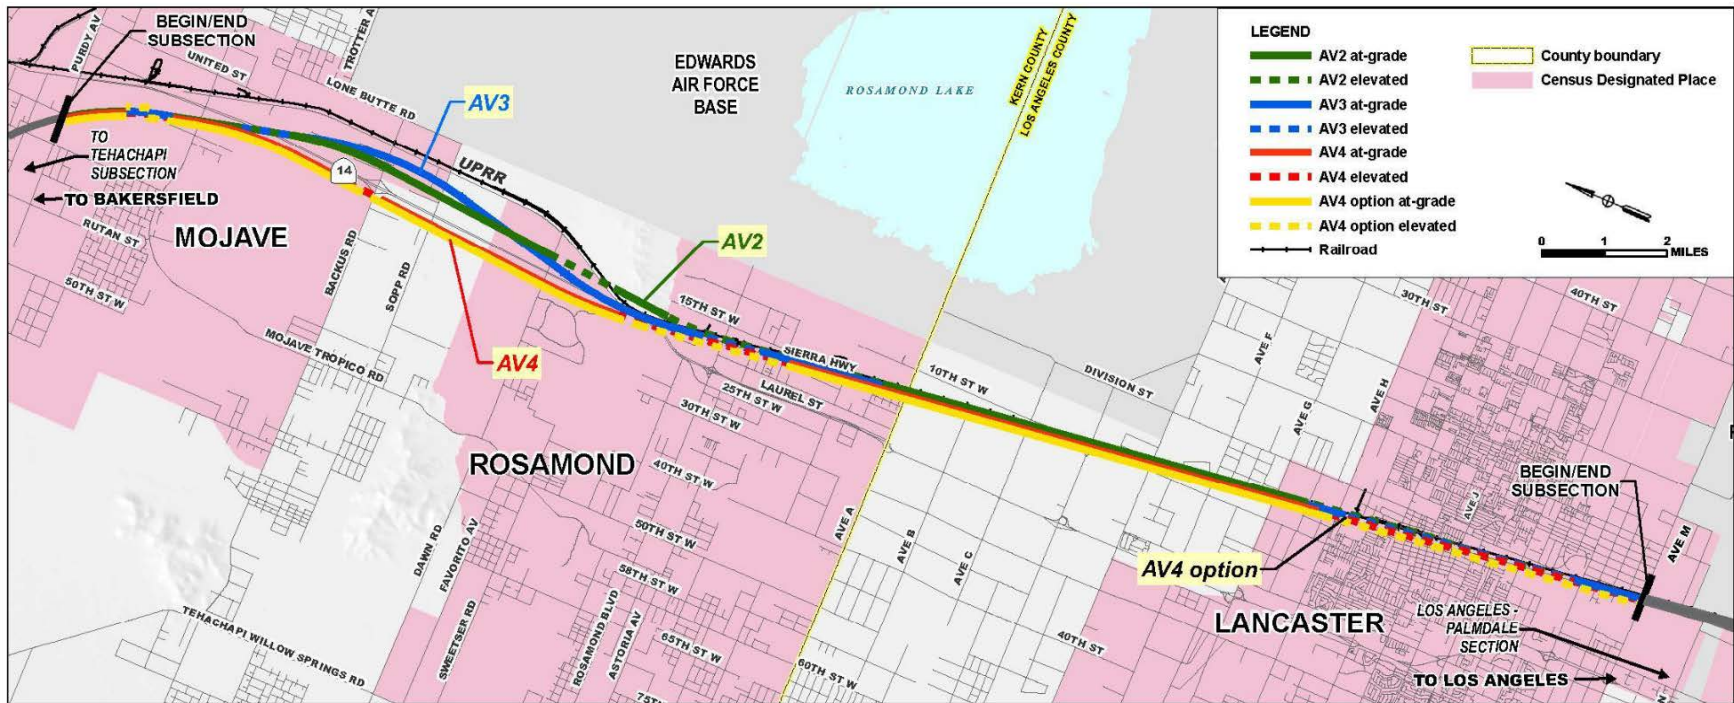 PURDY AV
BEGIN/END
SUBSECTION
TROTTER A
UNITED ST
LONE BUTTE RD
AV3
EDWARDS
AIR FORCE
BASE
ROSAMOND LAKE
KERN COUNTY
LOS ANGELES COUNTY
LEGEND
AV2 at-grade
AV2 elevated
AV3 at-grade
AV3 elevated
AV4 at-grade
AV4 elevated
AV4 option at-grade
AV4 option elevated
Railroad
County boundary
Census Designated Place
0 1 2
MILES
TO
TEHACHAPI
SUBSECTION
TO BAKERSFIELD
14
UPRR
MOJAVE
RUTAN ST
50TH ST W
BACKUS RD
SOPP RD
AV2
AV4
MOJAVE TROPICO RD
15TH ST W
SIERRA HWY
LAUREL ST
25TH ST W
30TH ST W
10TH ST W
DIVISION ST
AVE F
AVE G
AVE H
30TH ST
40TH ST
ROSAMOND
40TH ST W
50TH ST W
58TH ST W
65TH ST W
75TH ST W
60TH ST W
DAWN RD
FAVORITO AV
SWEETSER RD
ROSAMOND BLVD
ASTORIA AV
TEHACHAPI WILLOW SPRINGS RD
AVE A
AVE B
AVE C
AVE J
BEGIN/END
SUBSECTION
AVE M
AV4 option
LANCASTER
40TH ST
LOS ANGELES -
PALMDALE
SECTION
TO LOS ANGELES